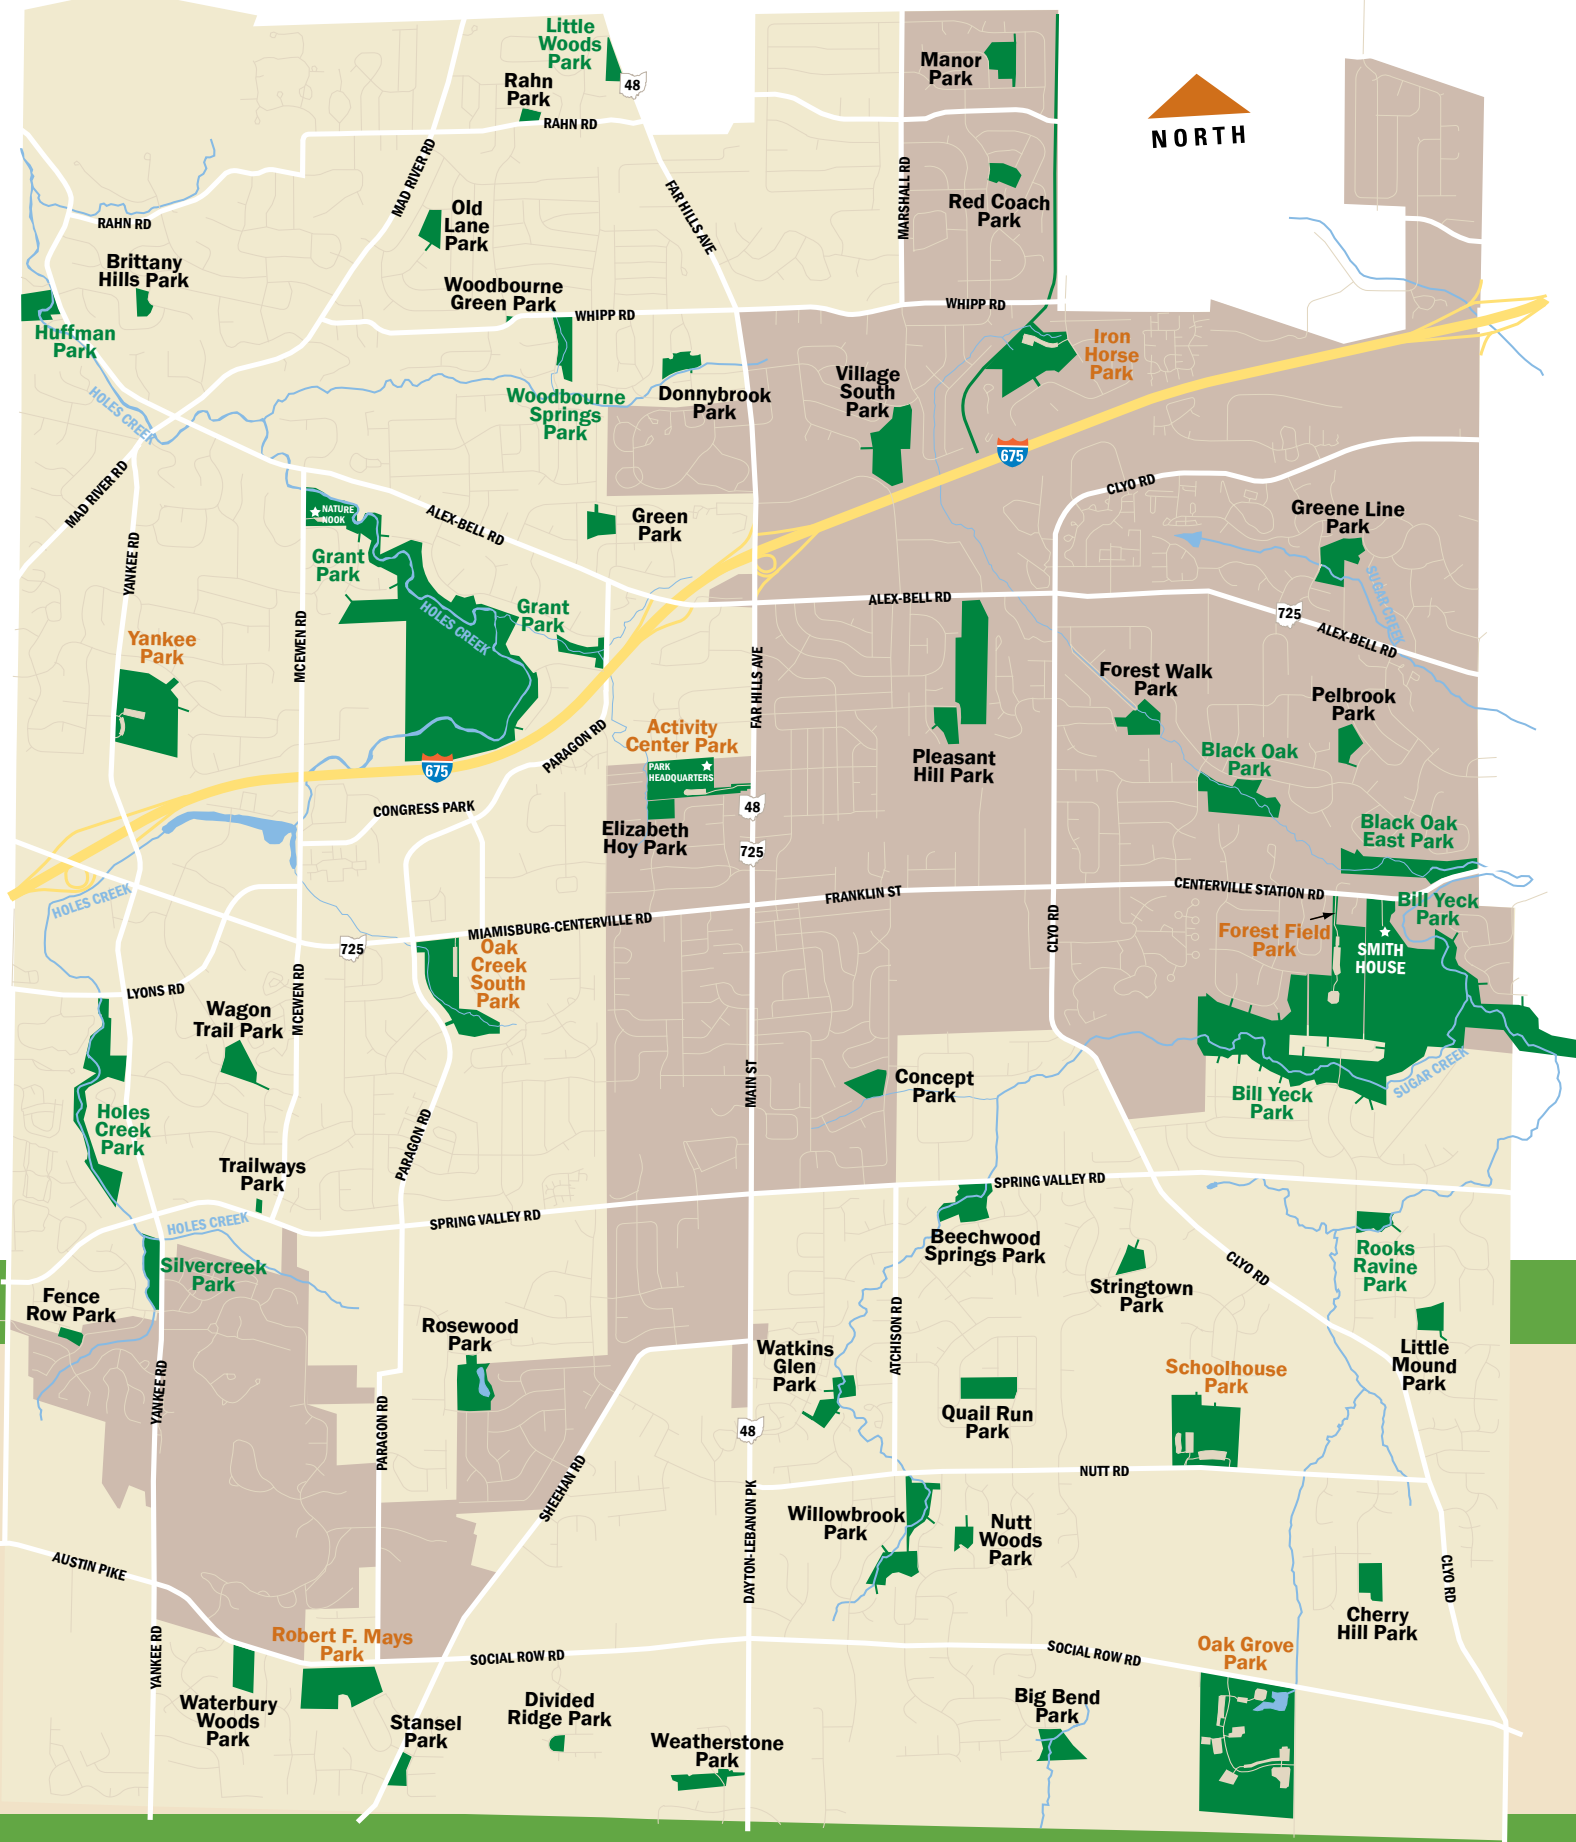 Little
Woods
Park
48
Rahn
Park
RAHN RD
Manor
Park
NORTH
MAD RIVER RD
FAR HILLS AVE
MARSHALL RD
Red Coach
Park
RAHN RD
Old
Lane
Park
Brittany
Hills Park
Woodbourne
Green Park
WHIPP RD
WHIPP RD
Huffman
Park
Iron
Horse
Park
Village
South
Park
Woodbourne
Springs
Park
Donnybrook
Park
HOLES CREEK
675
MAD RIVER RD
CLYO RD
NATURE
NOOK
ALEX-BELL RD
Green
Park
Greene Line
Park
YANKEE RD
Grant
Park
SUGAR CREEK
Grant
Park
HOLES CREEK
ALEX-BELL RD
725
ALEX-BELL RD
MCEWEN RD
Yankee
Park
FAR HILLS AVE
Forest Walk
Park
Pelbrook
Park
Activity
Center Park
PARAGON RD
Black Oak
Park
Pleasant
Hill Park
675
PARK
HEADQUARTERS
CONGRESS PARK
48
Elizabeth
Hoy Park
725
Black Oak
East Park
HOLES CREEK
FRANKLIN ST
CENTERVILLE STATION RD
Bill Yeck
Park
MIAMISBURG-CENTERVILLE RD
CLYO RD
Forest Field
Park
SMITH
HOUSE
725
Oak
Creek
South
Park
LYONS RD
MCEWEN RD
Wagon
Trail Park
MAIN ST
Concept
Park
SUGAR CREEK
Bill Yeck
Park
Holes
Creek
Park
PARAGON RD
Trailways
Park
SPRING VALLEY RD
HOLES CREEK
SPRING VALLEY RD
Beechwood
Springs Park
Silvercreek
Park
Stringtown
Park
CLYO RD
Rooks
Ravine
Park
Fence
Row Park
Rosewood
Park
Watkins
Glen
Park
ATCHISON RD
Little
Mound
Park
Schoolhouse
Park
YANKEE RD
PARAGON RD
Quail Run
Park
48
SHEEHAN RD
NUTT RD
DAYTON-LEBANON PK
Willowbrook
Park
Nutt
Woods
Park
AUSTIN PIKE
CLYO RD
Cherry
Hill Park
Robert F. Mays
Park
YANKEE RD
SOCIAL ROW RD
SOCIAL ROW RD
Oak Grove
Park
Waterbury
Woods
Park
Stansel
Park
Divided
Ridge Park
Big Bend
Park
Weatherstone
Park